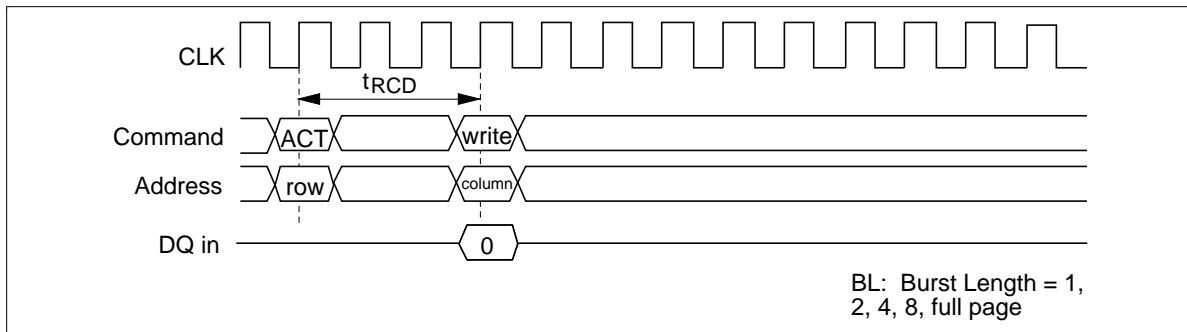 CLK
tRCD
Command ACT write
Address row column
DQ in 0
BL: Burst Length = 1,
2, 4, 8, full page